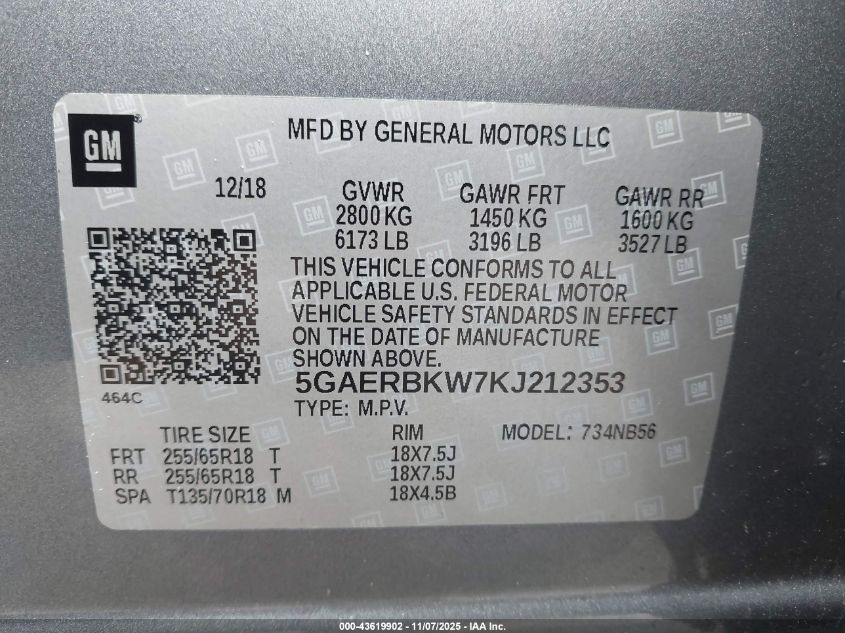 GM
MFD BY GENERAL MOTORS LLC
12/18
GVWR GAWR FRT GAWR RR
2800 KG 1450 KG 1600 KG
6173 LB 3196 LB 3527 LB
THIS VEHICLE CONFORMS TO ALL
APPLICABLE U.S. FEDERAL MOTOR
VEHICLE SAFETY STANDARDS IN EFFECT
ON THE DATE OF MANUFACTURE
SHOWN ABOVE.
5GAERBKW7KJ212353
464C
TYPE: M.P.V.
TIRE SIZE RIM MODEL: 734NB56
FRT 255/65R18 T 18X7.5J
RR 255/65R18 T 18X7.5J
SPA T135/70R18 M 18X4.5B
000-43619902 - 11/07/2025 - IAA Inc.